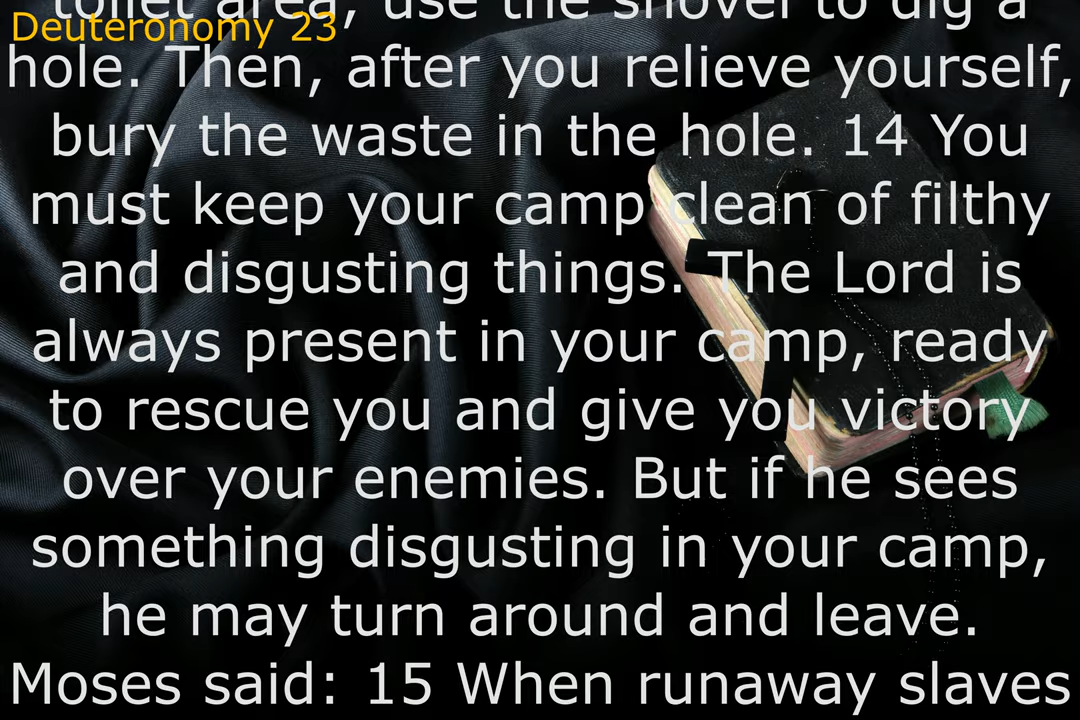 toilet area, use the shovel to dig a
Deuteronomy 23
hole. Then, after you relieve yourself,
bury the waste in the hole. 14 You
must keep your camp clean of filthy
and disgusting things. The Lord is
always present in your camp, ready
to rescue you and give you victory
over your enemies. But if he sees
something disgusting in your camp,
he may turn around and leave.
Moses said: 15 When runaway slaves